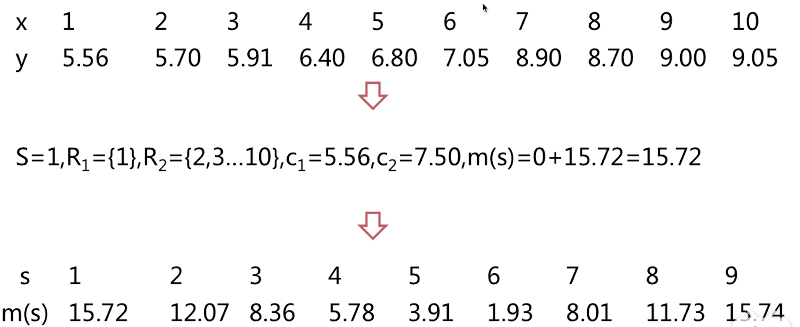 x 1 2 3 4 5 6 7 8 9 10
y 5.56 5.70 5.91 6.40 6.80 7.05 8.90 8.70 9.00 9.05
S=1,R₁={1},R₂={2,3...10},c₁=5.56,c₂=7.50,m(s)=0+15.72=15.72
s 1 2 3 4 5 6 7 8 9
m(s) 15.72 12.07 8.36 5.78 3.91 1.93 8.01 11.73 15.74